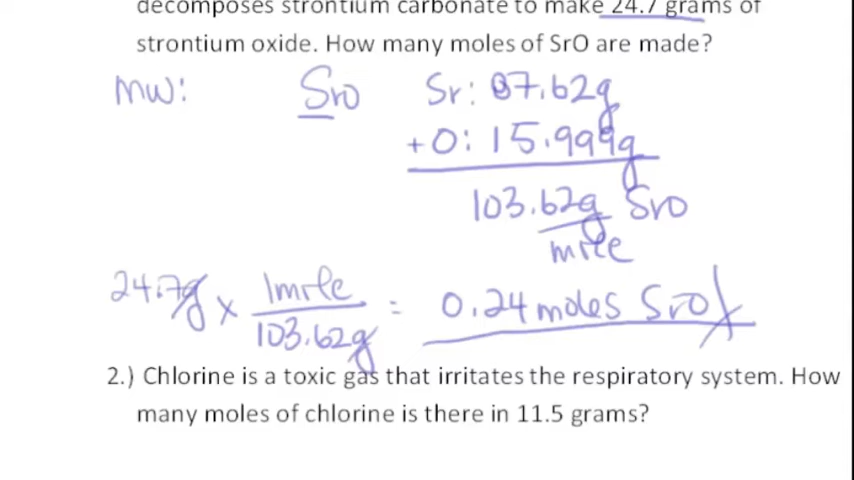 decomposes strontium carbonate to make 24.7 grams of
strontium oxide. How many moles of SrO are made?
MW: SrO Sr: 87.62g
+O: 15.999g
103.62g SrO
mole
24.7g x 1mole = 0.24 moles SrO
103.62g
2.) Chlorine is a toxic gas that irritates the respiratory system. How
many moles of chlorine is there in 11.5 grams?